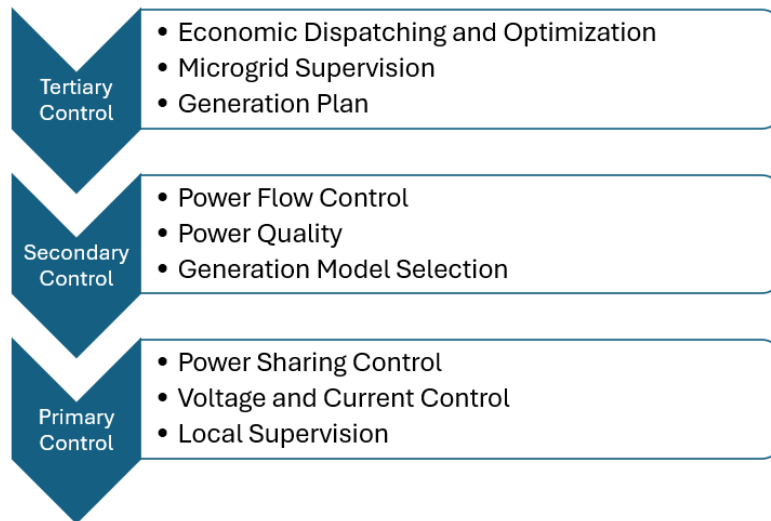 Tertiary
Control
• Economic Dispatching and Optimization
• Microgrid Supervision
• Generation Plan
Secondary
Control
• Power Flow Control
• Power Quality
• Generation Model Selection
Primary
Control
• Power Sharing Control
• Voltage and Current Control
• Local Supervision